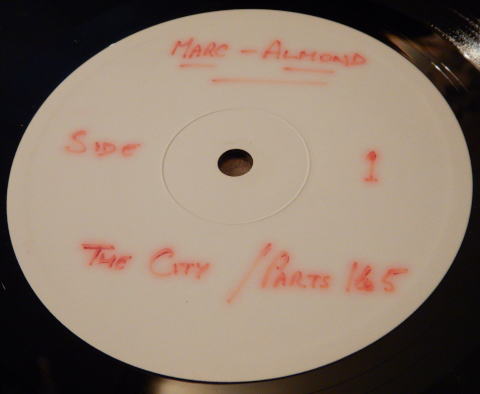 MARC - ALMOND
SIDE 1
THE CITY / PARTS 1&5